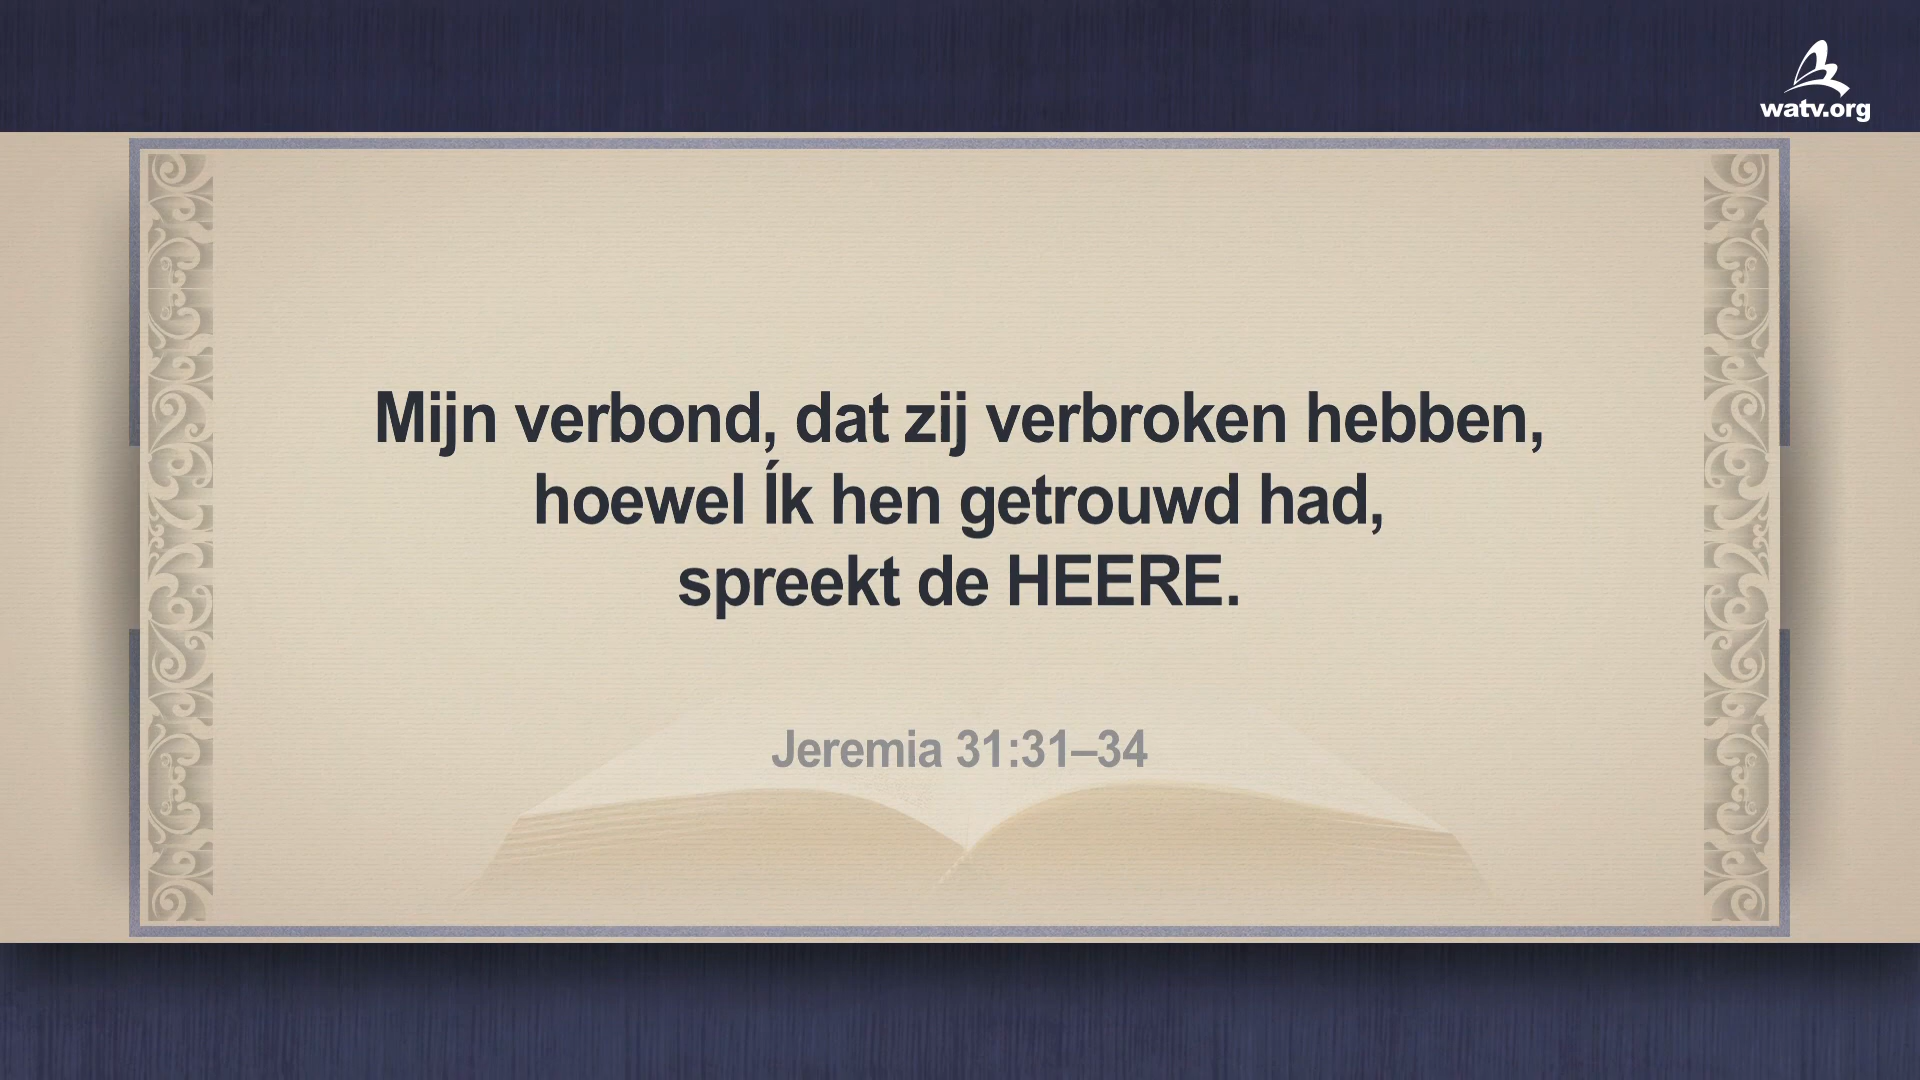 watv.org
Mijn verbond, dat zij verbroken hebben,
hoewel Ík hen getrouwd had,
spreekt de HEERE.
Jeremia 31:31–34